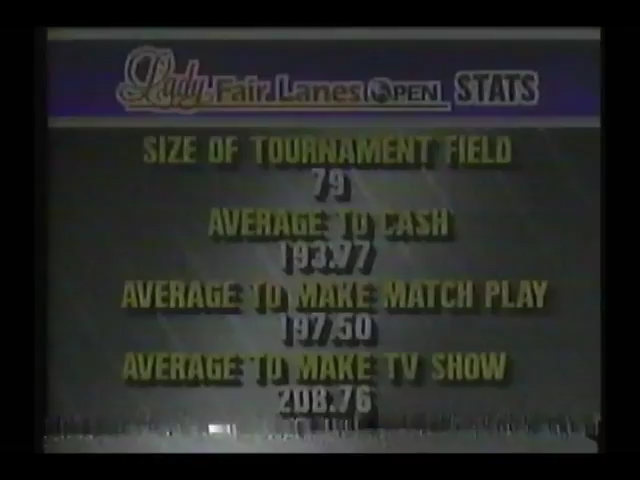 Lady Fair Lanes OPEN STATS
SIZE OF TOURNAMENT FIELD
79
AVERAGE TO CASH
193.77
AVERAGE TO MAKE MATCH PLAY
197.50
AVERAGE TO MAKE TV SHOW
208.76